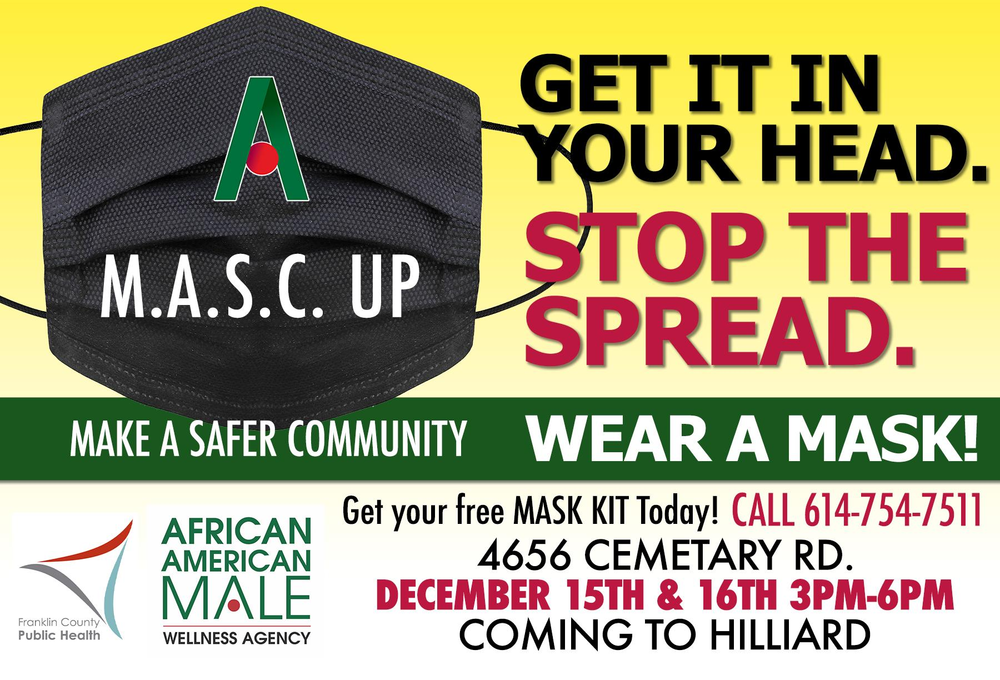 GET IT IN
YOUR HEAD.
STOP THE
SPREAD.
M.A.S.C. UP
MAKE A SAFER COMMUNITY
WEAR A MASK!
Get your free MASK KIT Today! CALL 614-754-7511
4656 CEMETARY RD.
DECEMBER 15TH & 16TH 3PM-6PM
COMING TO HILLIARD
Franklin County
Public Health
AFRICAN
AMERICAN
MALE
WELLNESS AGENCY